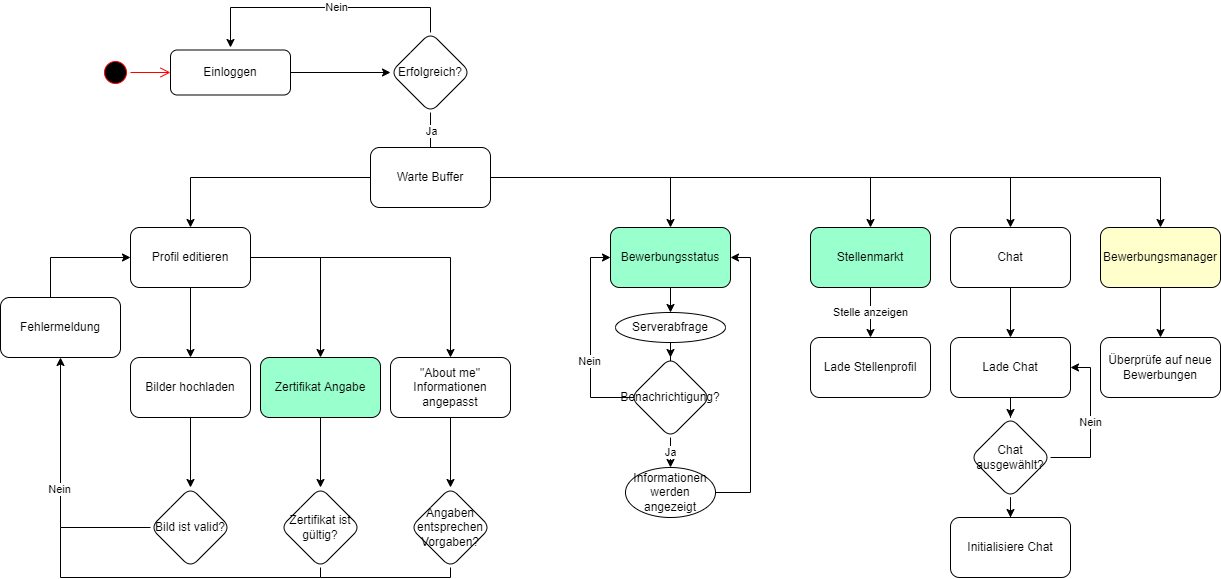 Nein
Einloggen
Erfolgreich?
Ja
Warte Buffer
Profil editieren
Bewerbungsstatus
Stellenmarkt
Chat
Bewerbungsmanager
Fehlermeldung
Serverabfrage
Stelle anzeigen
Nein
Bilder hochladen
Zertifikat Angabe
"About me"
Informationen
angepasst
Benachrichtigung?
Lade Stellenprofil
Lade Chat
Überprüfe auf neue
Bewerbungen
Nein
Ja
Chat
ausgewählt?
Nein
Informationen
werden
angezeigt
Bild ist valid?
Zertifikat ist
gültig?
Angaben
entsprechen
Vorgaben?
Initialisiere Chat